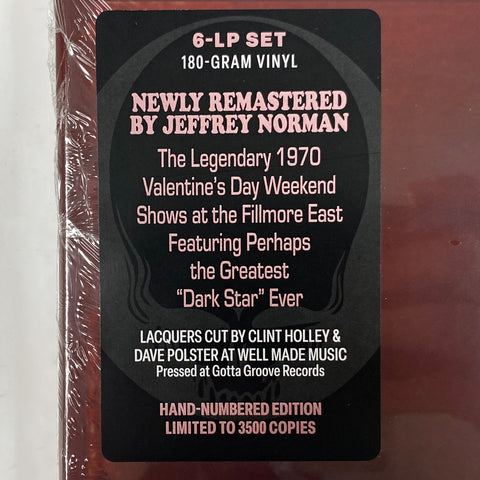 6-LP SET
180-GRAM VINYL
NEWLY REMASTERED
BY JEFFREY NORMAN
The Legendary 1970
Valentine's Day Weekend
Shows at the Fillmore East
Featuring Perhaps
the Greatest
"Dark Star" Ever
LACQUERS CUT BY CLINT HOLLEY &
DAVE POLSTER AT WELL MADE MUSIC
Pressed at Gotta Groove Records
HAND-NUMBERED EDITION
LIMITED TO 3500 COPIES